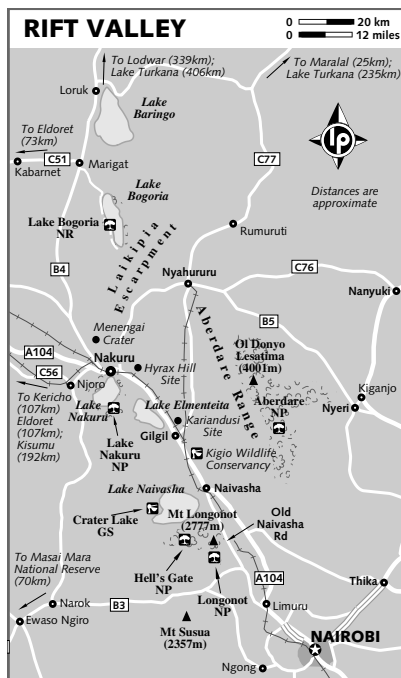 RIFT VALLEY
0 20 km
0 12 miles
To Lodwar (339km);
Lake Turkana (406km)
To Maralal (25km);
Lake Turkana (235km)
Loruk
Lake
Baringo
To Eldoret
(73km)
C51
Kabarnet
Marigat
C77
lp
Distances are
approximate
Lake
Bogoria
Lake Bogoria
NR
Laikipia
Escarpment
Rumuruti
B4
Nyahururu
C76
Nanyuki
B5
Menengai
Crater
Aberdare Range
Ol Donyo
Lesatima
(4001m)
A104
Nakuru
C56
Hyrax Hill
Site
Njoro
Kiganjo
Nyeri
Aberdare
NP
To Kericho
(107km)
Eldoret
(107km);
Kisumu
(192km)
Lake
Nakuru
Lake Elmenteita
Kariandusi
Site
Gilgil
Lake
Nakuru
NP
Kigio Wildlife
Conservancy
Lake Naivasha
Naivasha
Crater Lake
GS
Mt Longonot
(2777m)
Old
Naivasha
Rd
To Masai Mara
National Reserve
(70km)
Hell's Gate
NP
Longonot
NP
A104
Thika
Narok
B3
Limuru
Ewaso Ngiro
Mt Susua
(2357m)
NAIROBI
Ngong